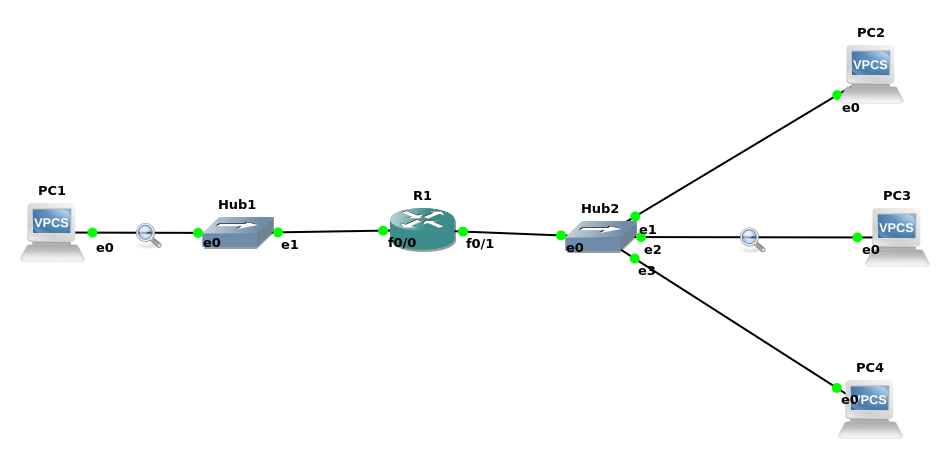 PC2
VPCS
e0
PC1
VPCS
e0
Hub1
e0
e1
R1
f0/0
f0/1
Hub2
e0
e1
e2
e3
PC3
VPCS
e0
PC4
VPCS
e0